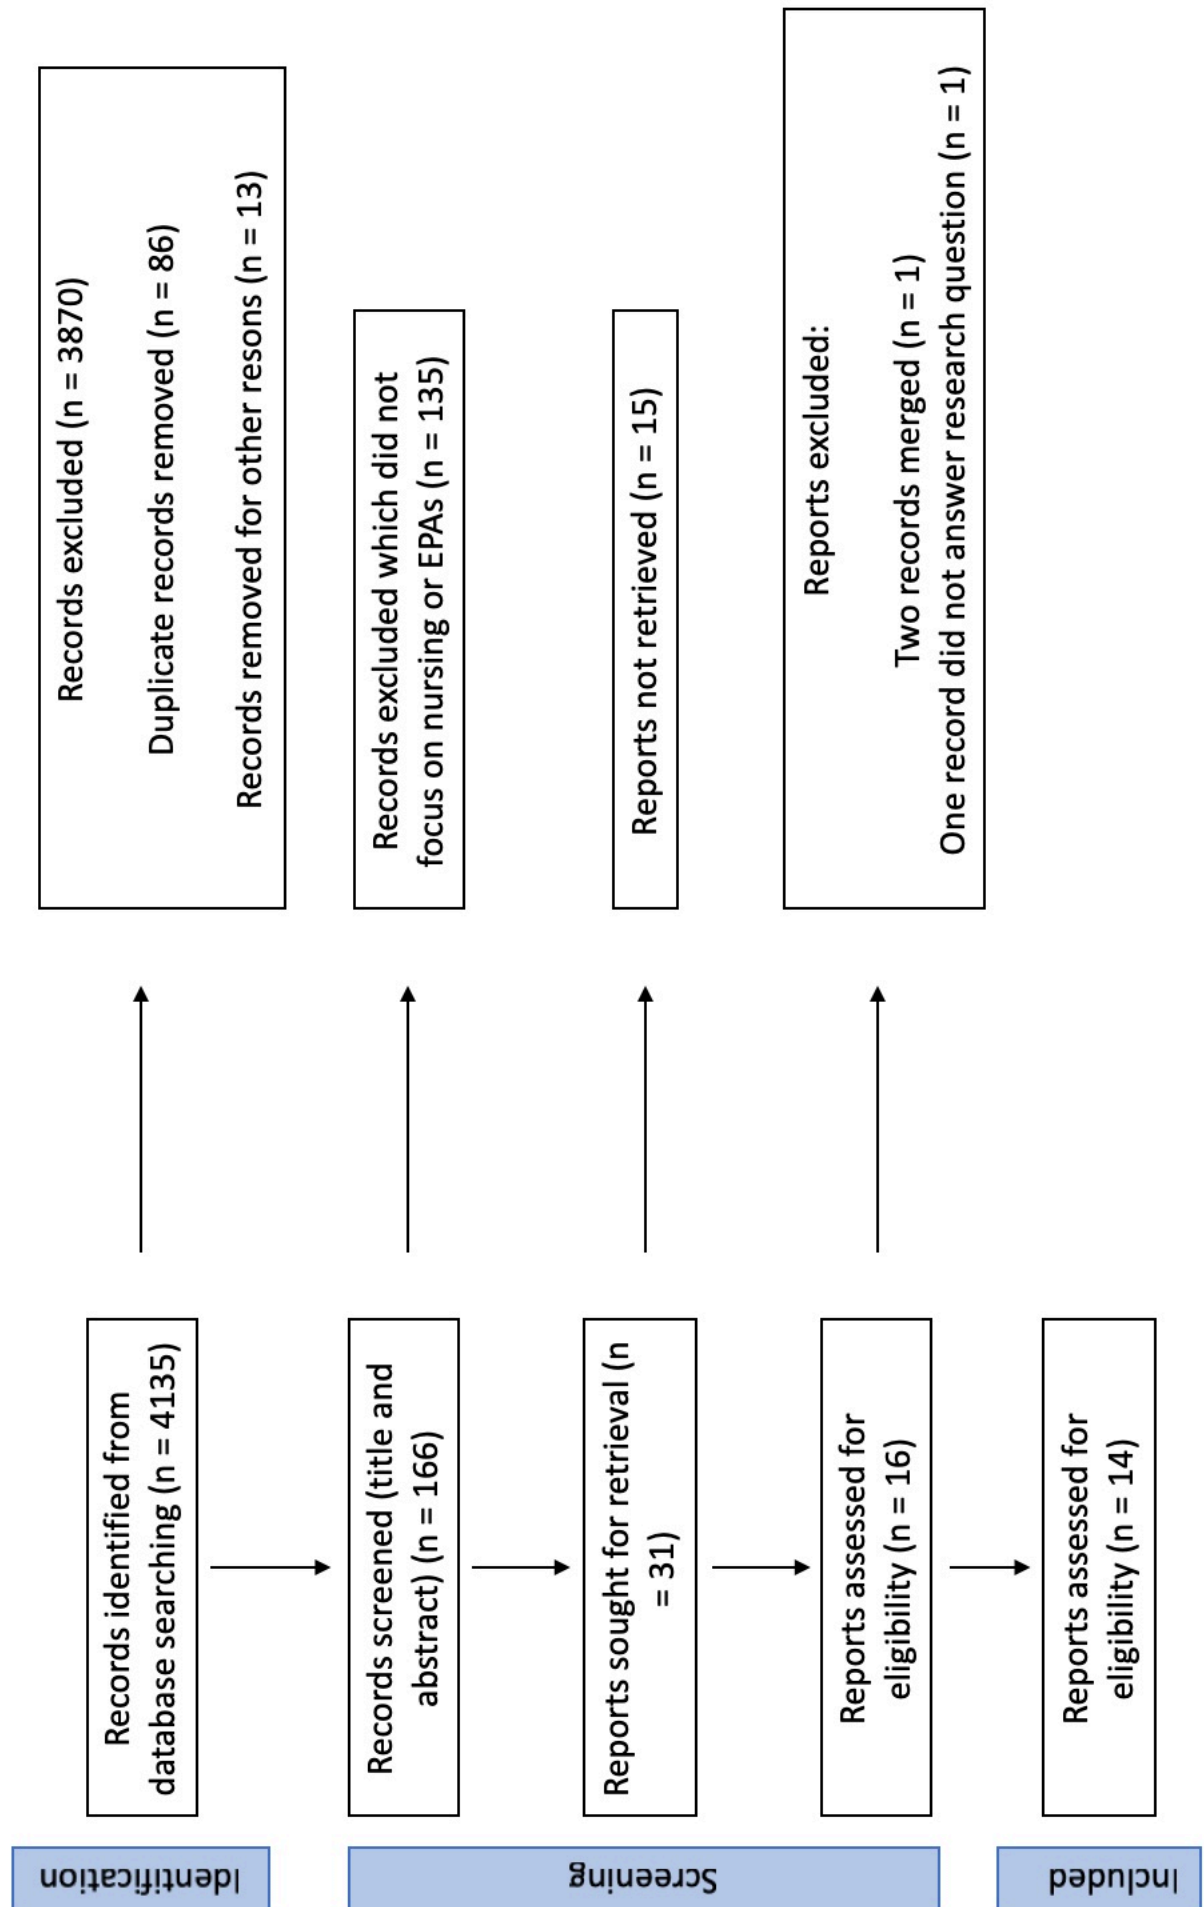 Identification
Records identified from
database searching (n = 4135)
Records excluded (n = 3870)
Duplicate records removed (n = 86)
Records removed for other resons (n = 13)
Screening
Records screened (title and
abstract) (n = 166)
Records excluded which did not
focus on nursing or EPAs (n = 135)
Reports sought for retrieval (n
= 31)
Reports not retrieved (n = 15)
Reports assessed for
eligibility (n = 16)
Reports excluded:
Two records merged (n = 1)
One record did not answer research question (n = 1)
Included
Reports assessed for
eligibility (n = 14)